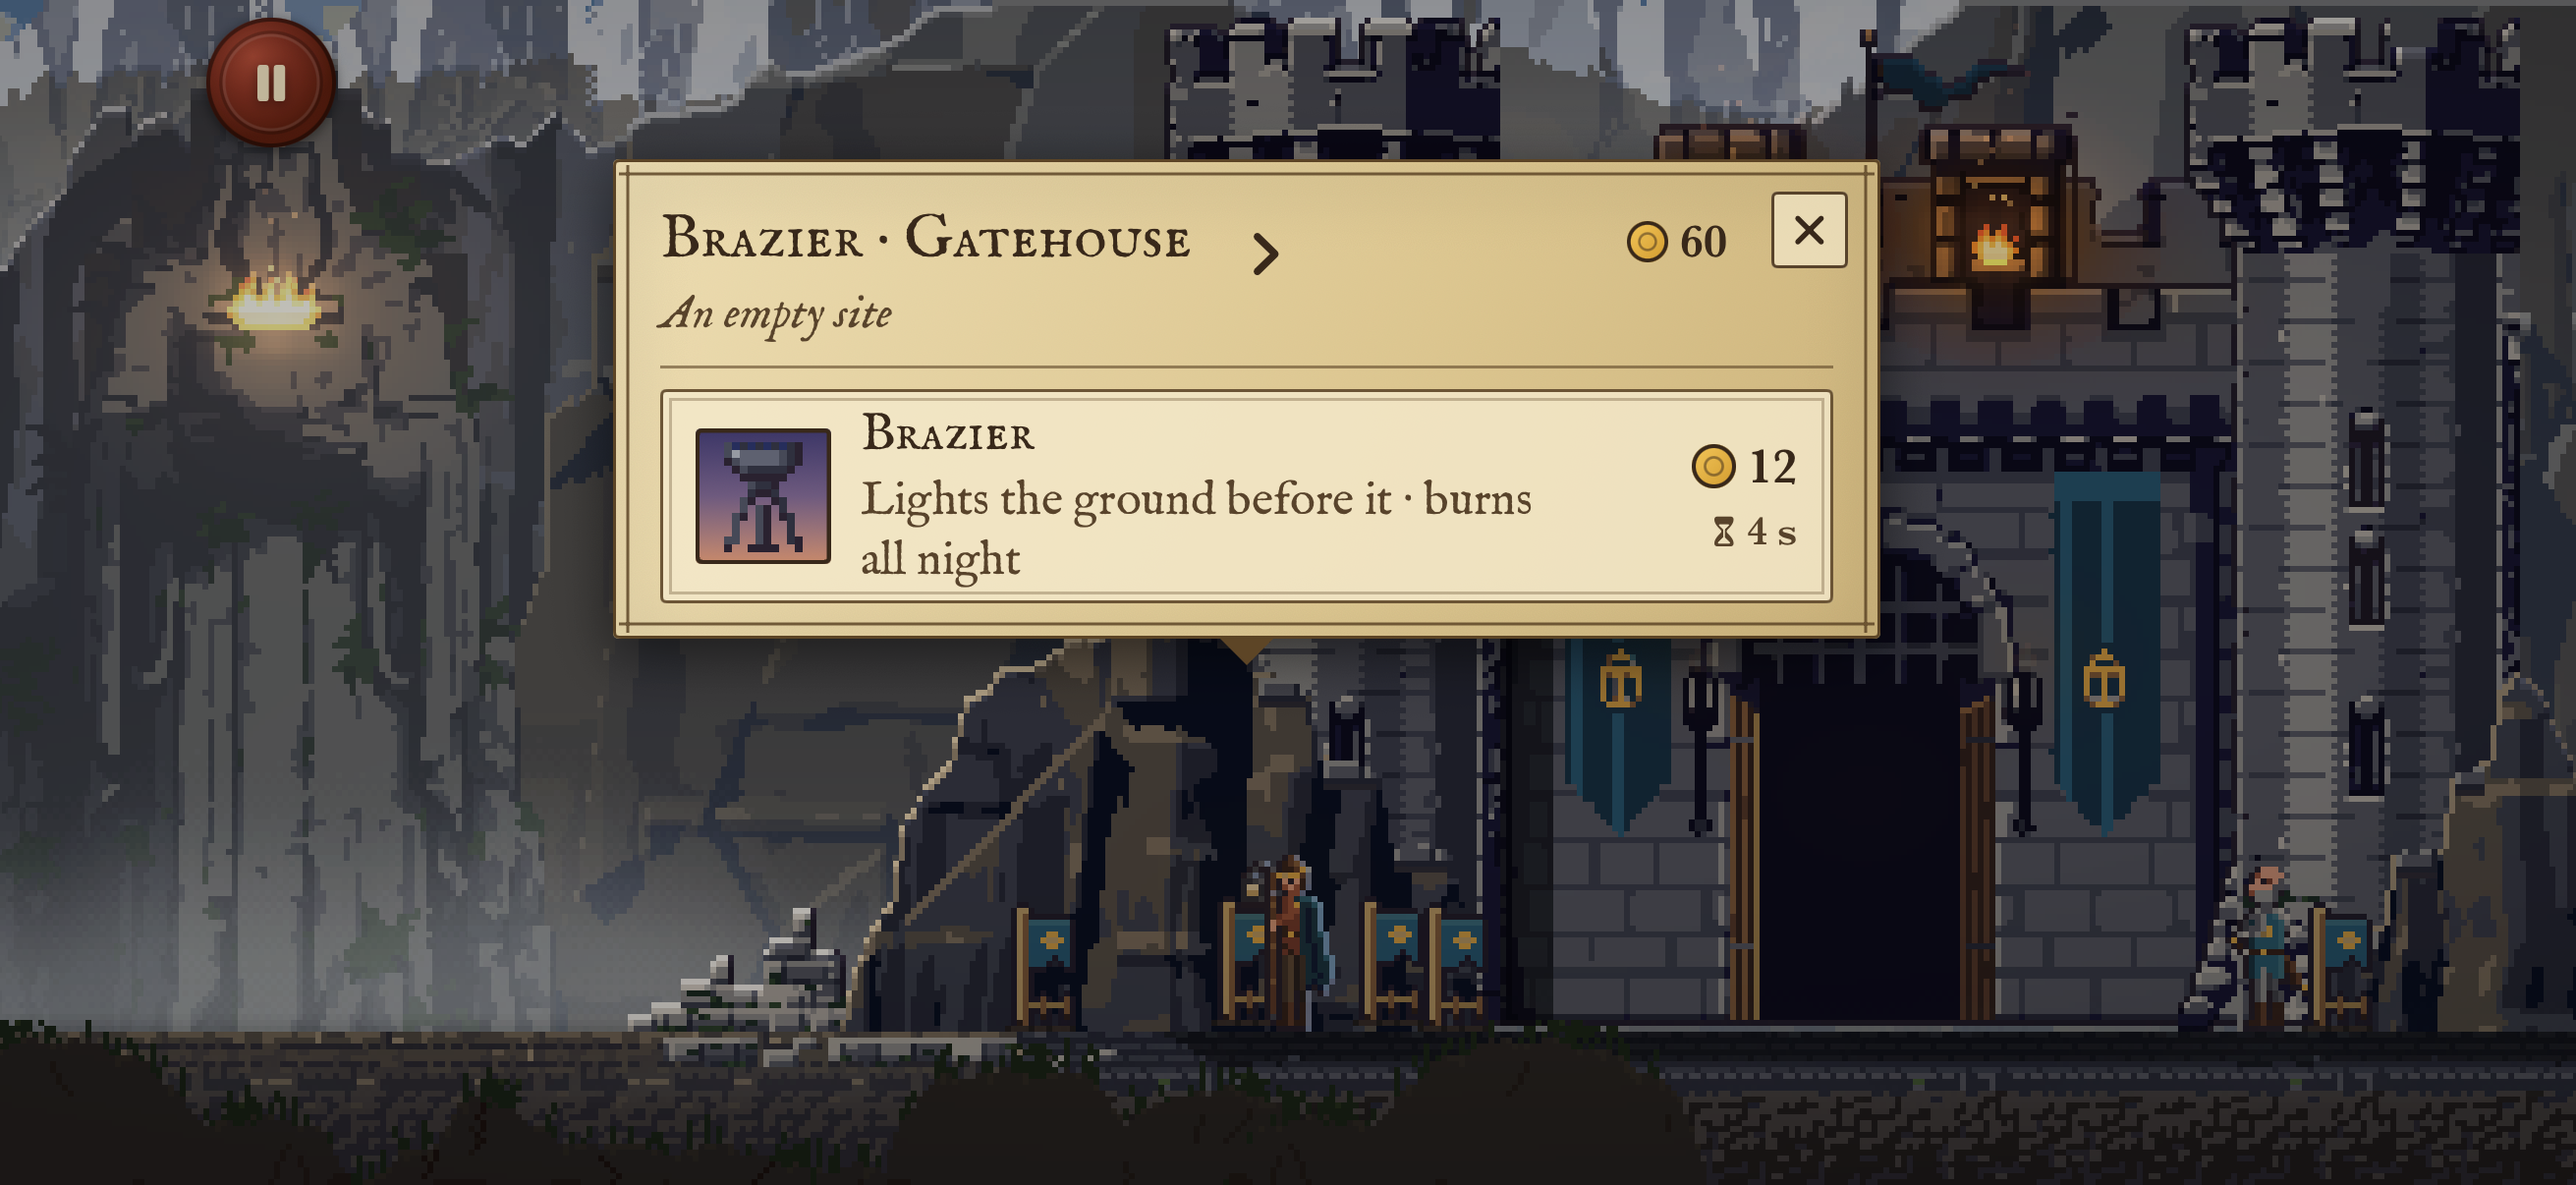 Brazier · Gatehouse
60
An empty site
Brazier
Lights the ground before it · burns
all night
12
4 s